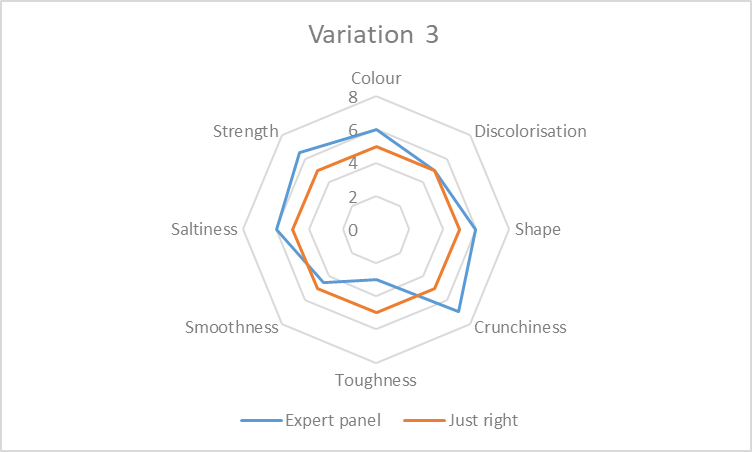 Variation 3
Colour
8
Strength
6
Discolorisation
4
2
Saltiness
0
Shape
Smoothness
Crunchiness
Toughness
Expert panel
Just right